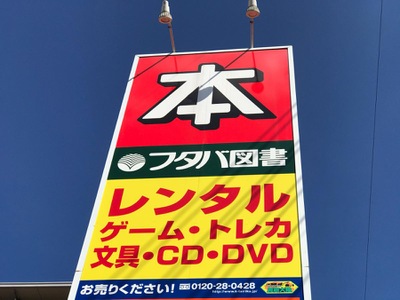 本
フタバ図書
レンタル
ゲーム・トレカ
文具・CD・DVD
お売りください! 0120-28-0428